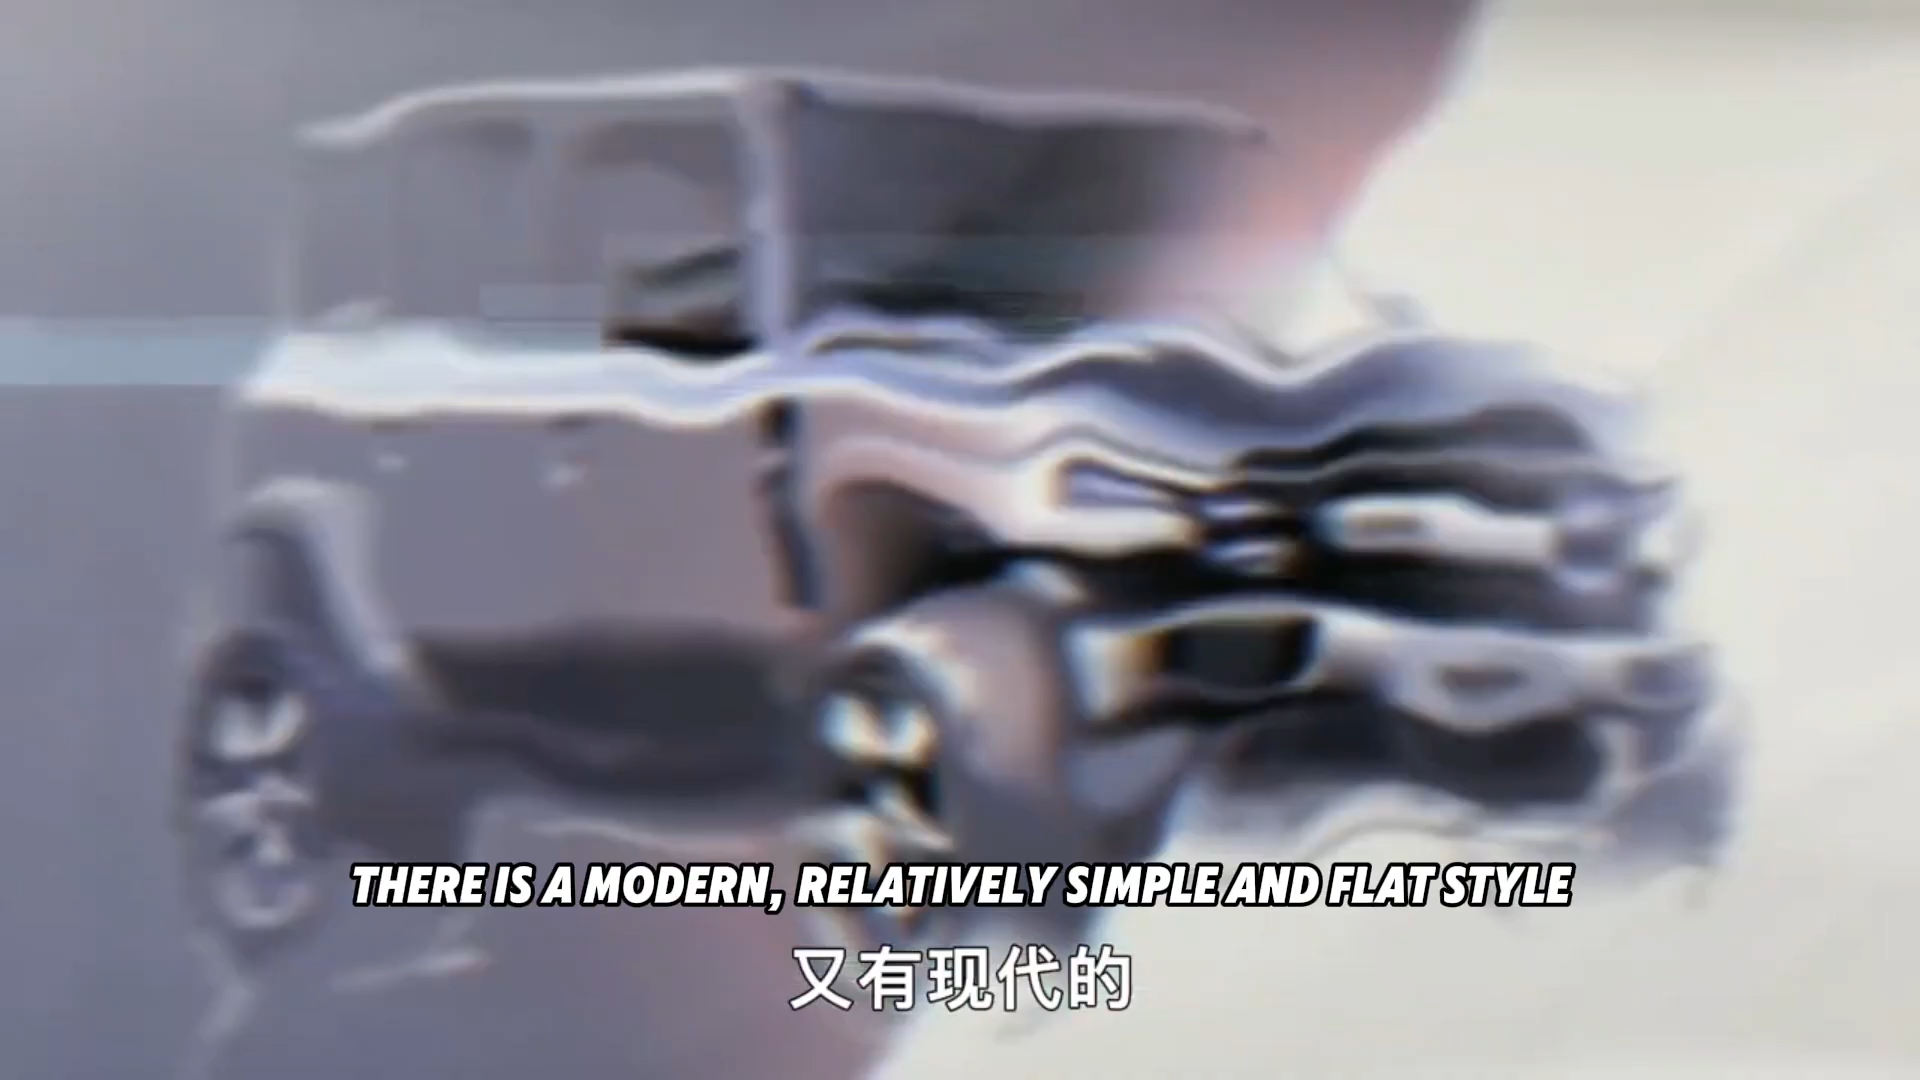 THERE IS A MODERN, RELATIVELY SIMPLE AND FLAT STYLE
又有现代的